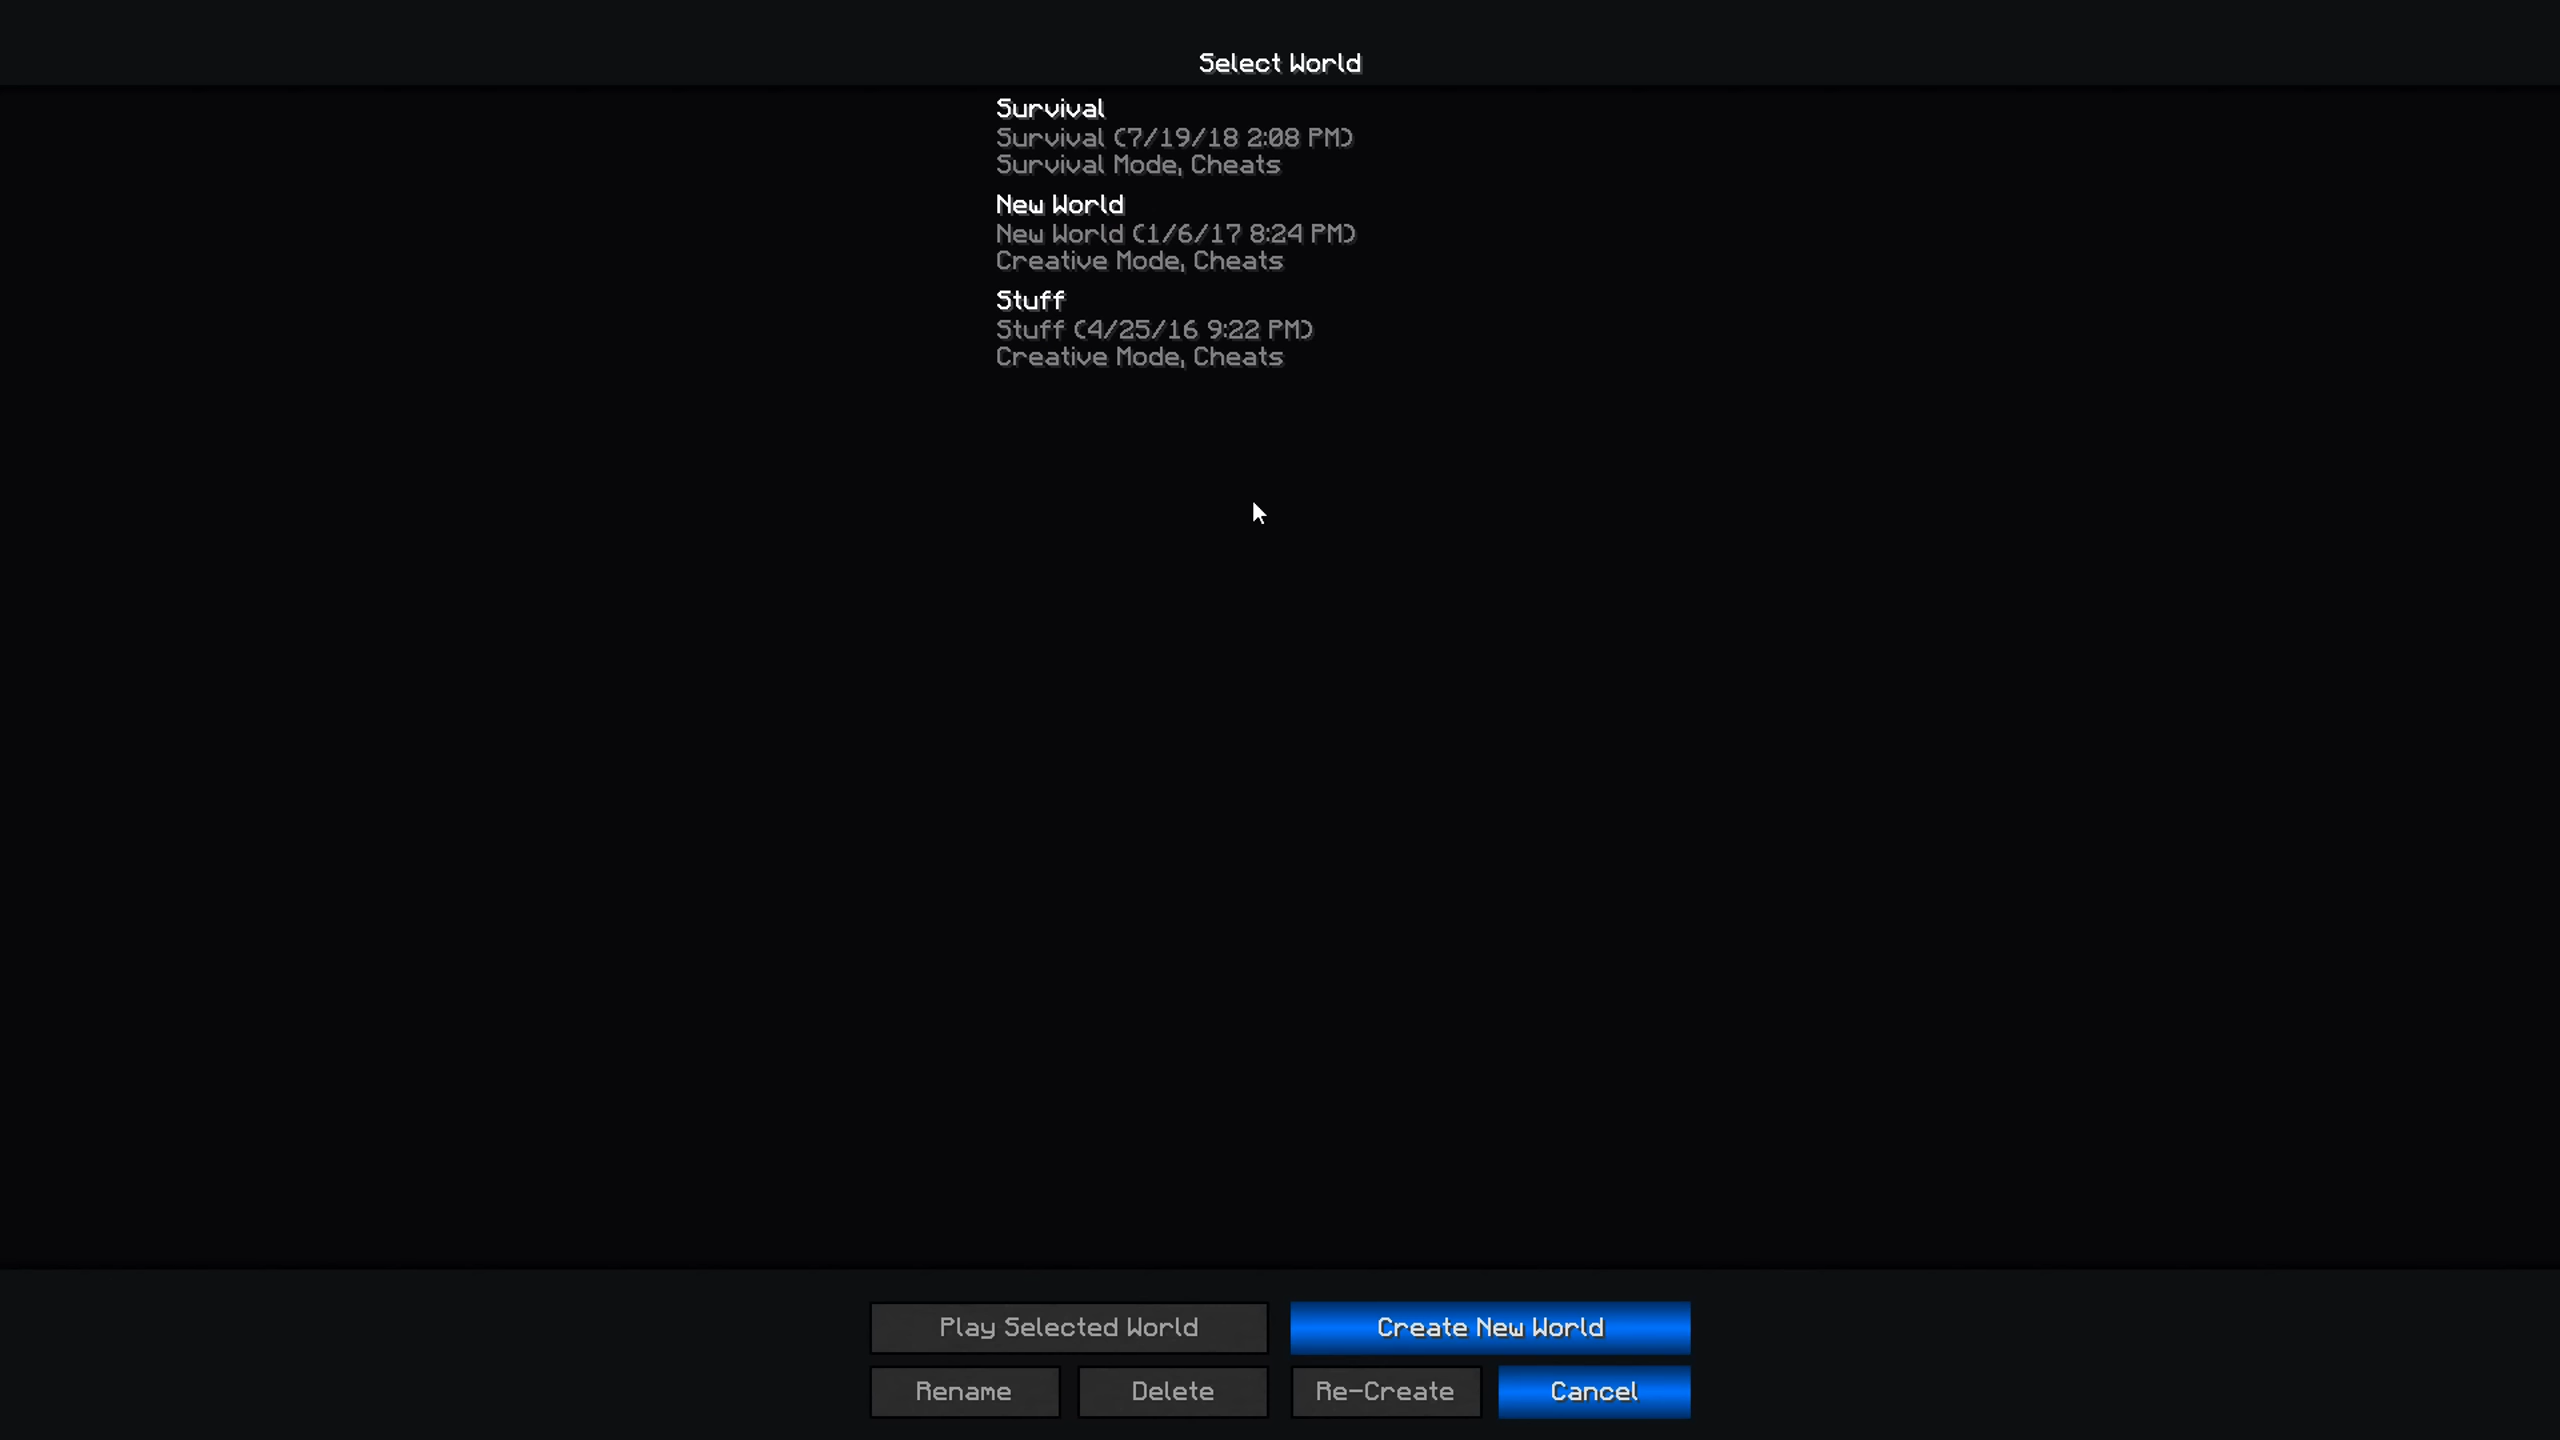 Select World
Survival
Survival (7/19/18 2:08 PM)
Survival Mode, Cheats
New World
New World (1/6/17 8:24 PM)
Creative Mode, Cheats
Stuff
Stuff (4/25/16 9:22 PM)
Creative Mode, Cheats
Play Selected World
Create New World
Rename
Delete
Re-Create
Cancel